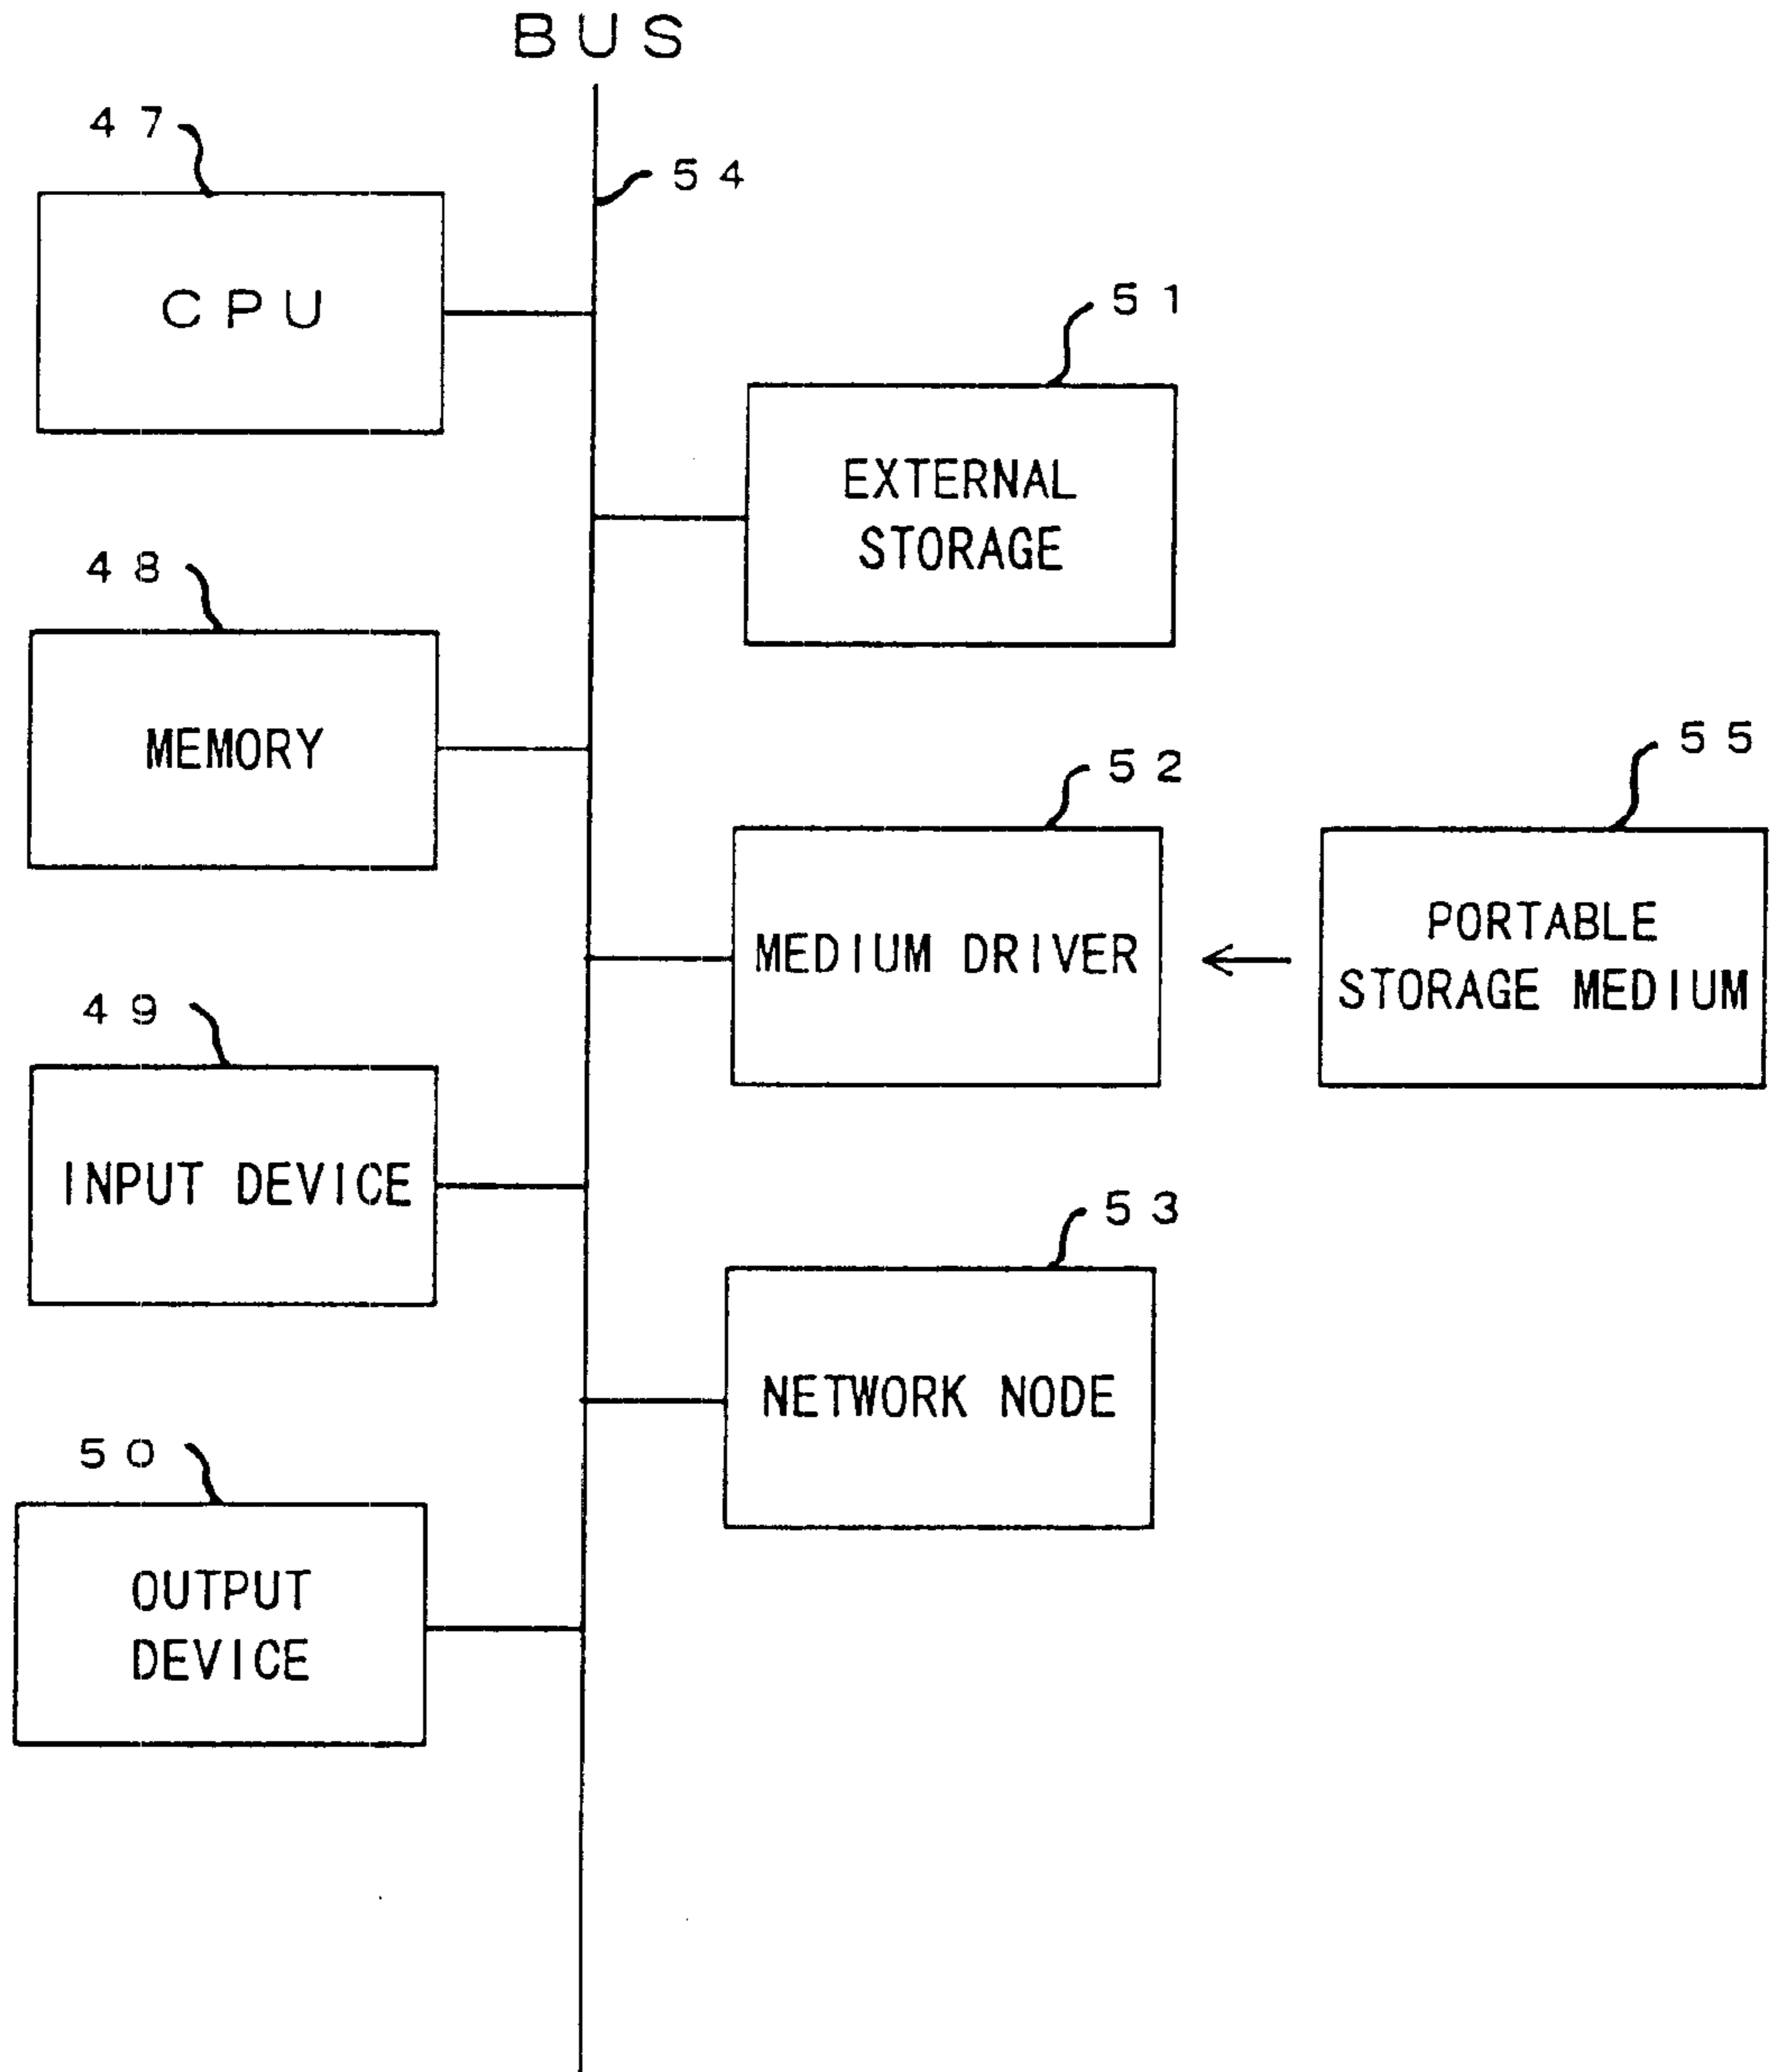 BUS
47
54
CPU
51
EXTERNAL
STORAGE
48
MEMORY
52
55
MEDIUM DRIVER
PORTABLE
STORAGE MEDIUM
49
INPUT DEVICE
53
NETWORK NODE
50
OUTPUT
DEVICE